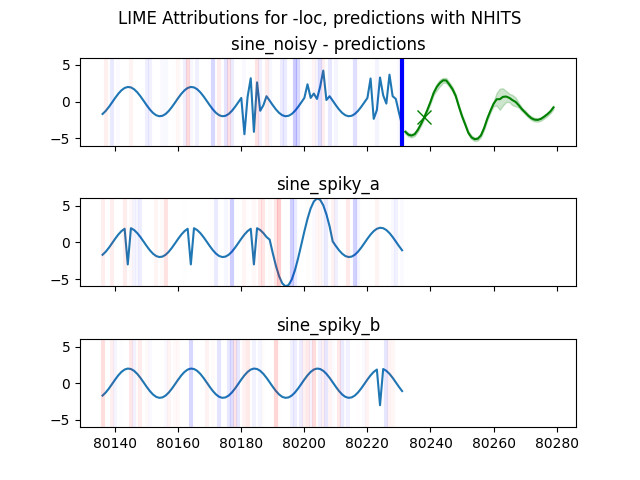 LIME Attributions for -loc, predictions with NHITS
sine_noisy - predictions
5
0
−5
sine_spiky_a
5
0
−5
sine_spiky_b
5
0
−5
80140 80160 80180 80200 80220 80240 80260 80280